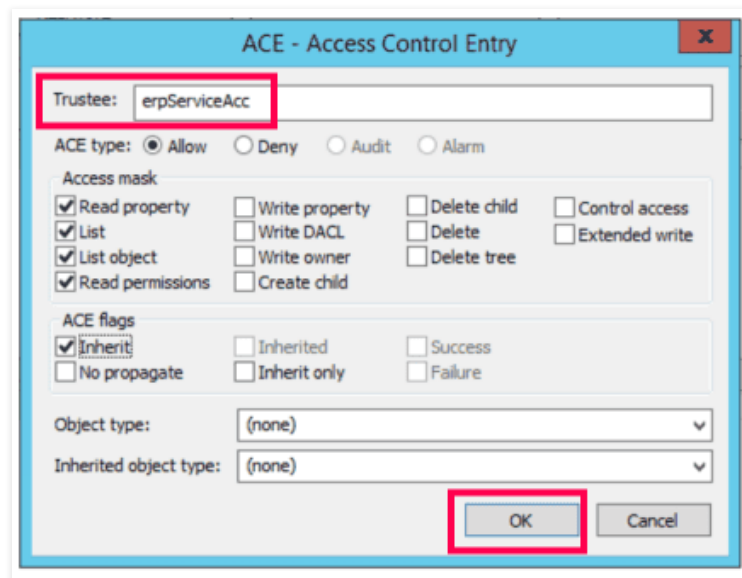 ACE - Access Control Entry
x
Trustee: erpServiceAcc
ACE type: Allow Deny Audit Alarm
Access mask
Read property Write property Delete child Control access
List Write DACL Delete Extended write
List object Write owner Delete tree
Read permissions Create child
ACE flags
Inherit Inherited Success
No propagate Inherit only Failure
Object type: (none)
Inherited object type: (none)
OK Cancel